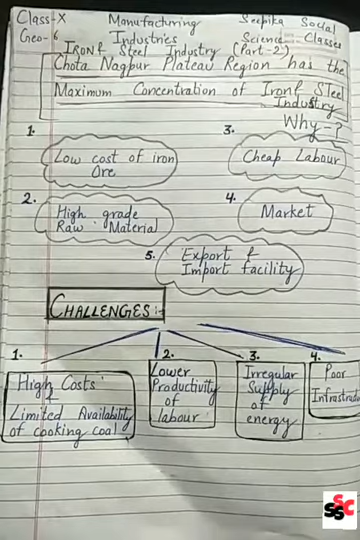 Class-X Manufacturing Deepika Social
Geo-6 Industries Science Classes
Iron & Steel Industry (Part-2)
Chota Nagpur Plateau Region has the
Maximum Concentration of Iron & Steel
Industry
Why-?
1.
Low cost of iron
Ore
3.
Cheap Labour
2.
High grade
Raw Material
4.
Market
5.
Export &
Import facility
CHALLENGES:-
1.
High Costs
&
Limited Availability
of cooking coal
2.
Lower
Productivity
of
labour
3.
Irregular
Supply
of
energy
4.
Poor
Infrastradu
SSC